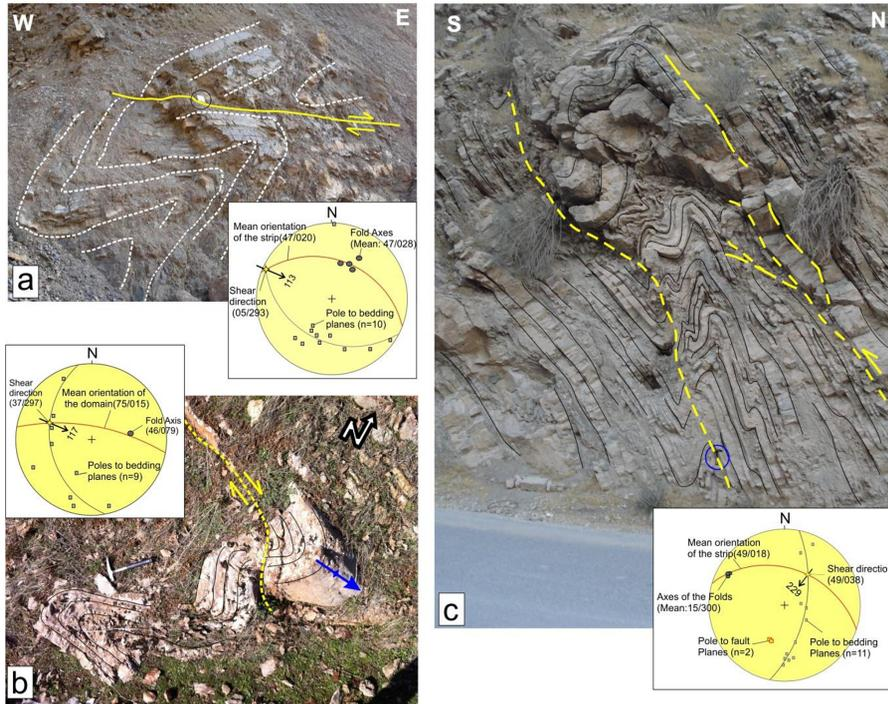 W
E
a
N
Mean orientation
of the strip(47/020)
Fold Axes
(Mean: 47/028)
113
Shear
direction
(05/293)
Pole to bedding
planes (n=10)
N
Shear
direction
(37/297)
Mean orientation of
the domain(75/015)
117
Fold Axis
(46/079)
Poles to bedding
planes (n=9)
N
b
S
N
c
N
Mean orientation
of the strip(49/018)
Shear direction
(49/038)
229
Axes of the Folds
(Mean:15/300)
Pole to fault
Planes (n=2)
Pole to bedding
Planes (n=11)